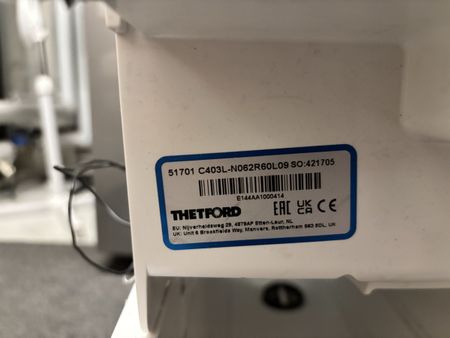 51701 C403L-N062R60L09 SO:421705
E144AA1000414
THETFORD EAC UK CA CE
EU: Nijverheidsweg 29, 4879AP Etten-Leur, NL
UK: Unit 6 Brookfields Way, Manvers, Rotherham S63 5DL, UK